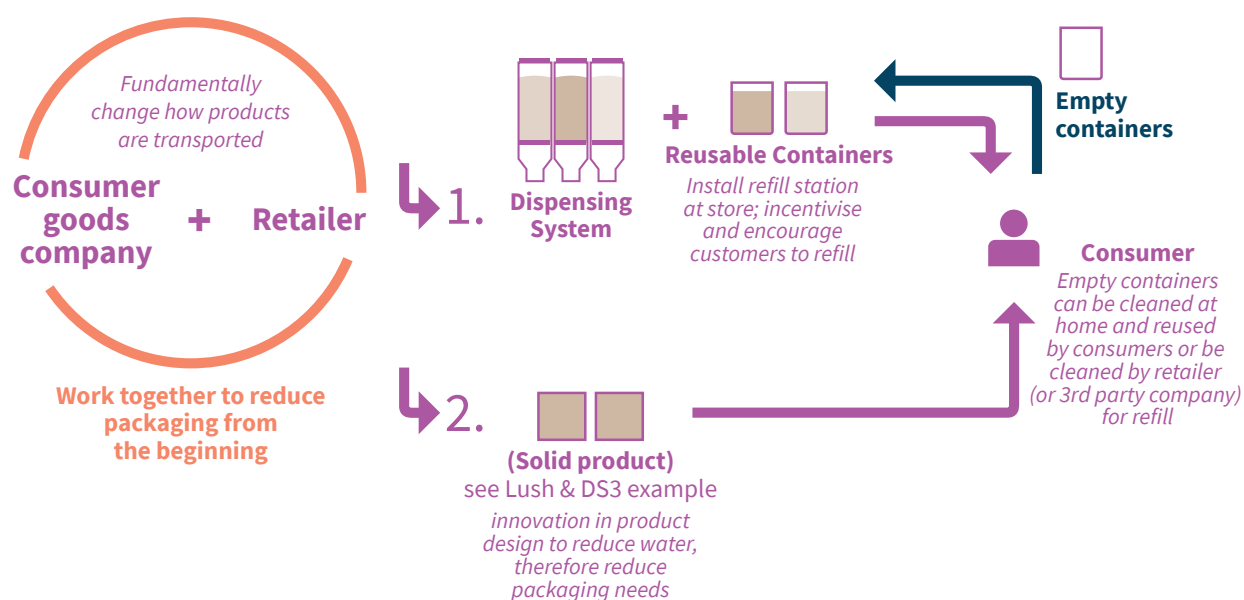 Fundamentally
change how products
are transported
Consumer
goods
company
+
Retailer
Work together to reduce
packaging from
the beginning
1.
Dispensing
System
+
Reusable Containers
Install refill station
at store; incentivise
and encourage
customers to refill
Empty
containers
Consumer
Empty containers
can be cleaned at
home and reused
by consumers or be
cleaned by retailer
(or 3rd party company)
for refill
2.
(Solid product)
see Lush & DS3 example
innovation in product
design to reduce water,
therefore reduce
packaging needs